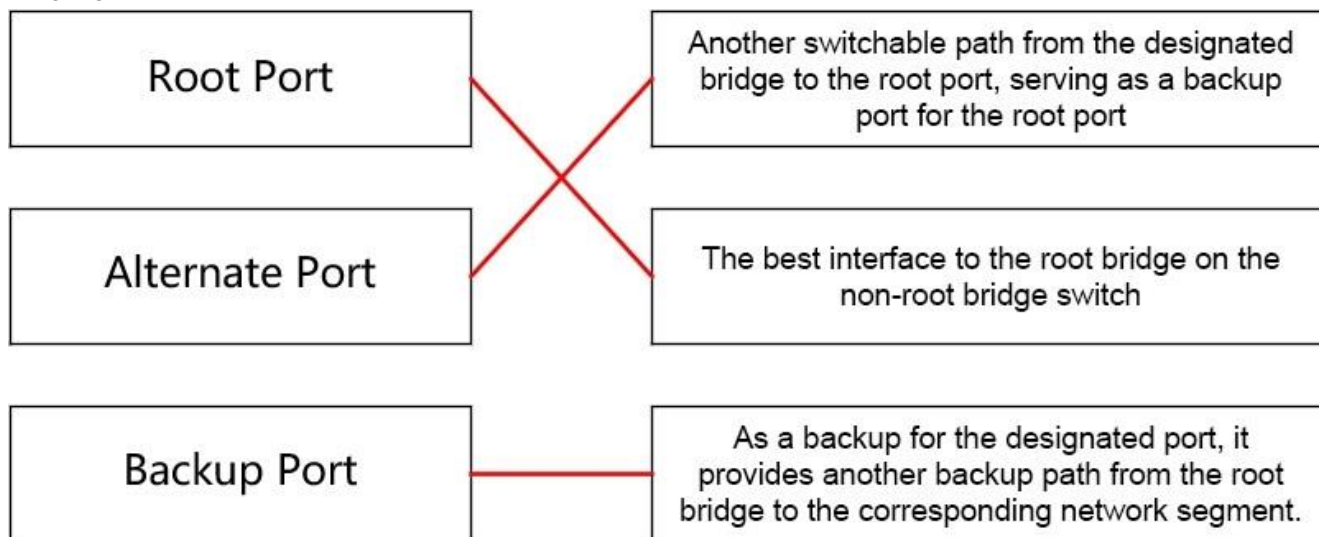 Root Port
Another switchable path from the designated
bridge to the root port, serving as a backup
port for the root port
Alternate Port
The best interface to the root bridge on the
non-root bridge switch
Backup Port
As a backup for the designated port, it
provides another backup path from the root
bridge to the corresponding network segment.